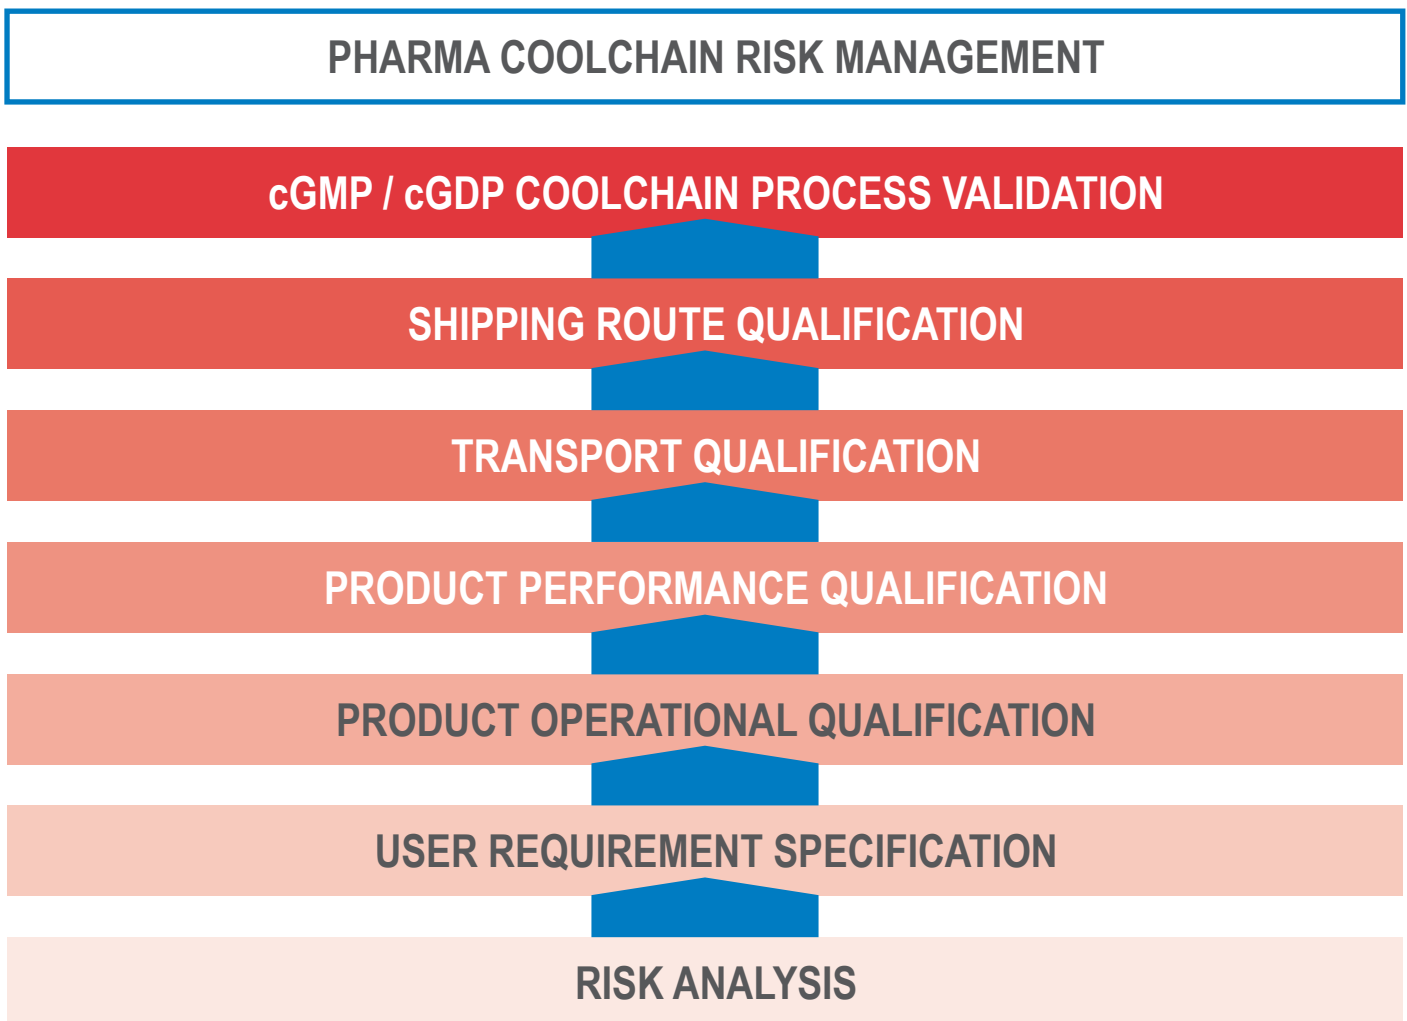 PHARMA COOLCHAIN RISK MANAGEMENT
cGMP / cGDP COOLCHAIN PROCESS VALIDATION
SHIPPING ROUTE QUALIFICATION
TRANSPORT QUALIFICATION
PRODUCT PERFORMANCE QUALIFICATION
PRODUCT OPERATIONAL QUALIFICATION
USER REQUIREMENT SPECIFICATION
RISK ANALYSIS